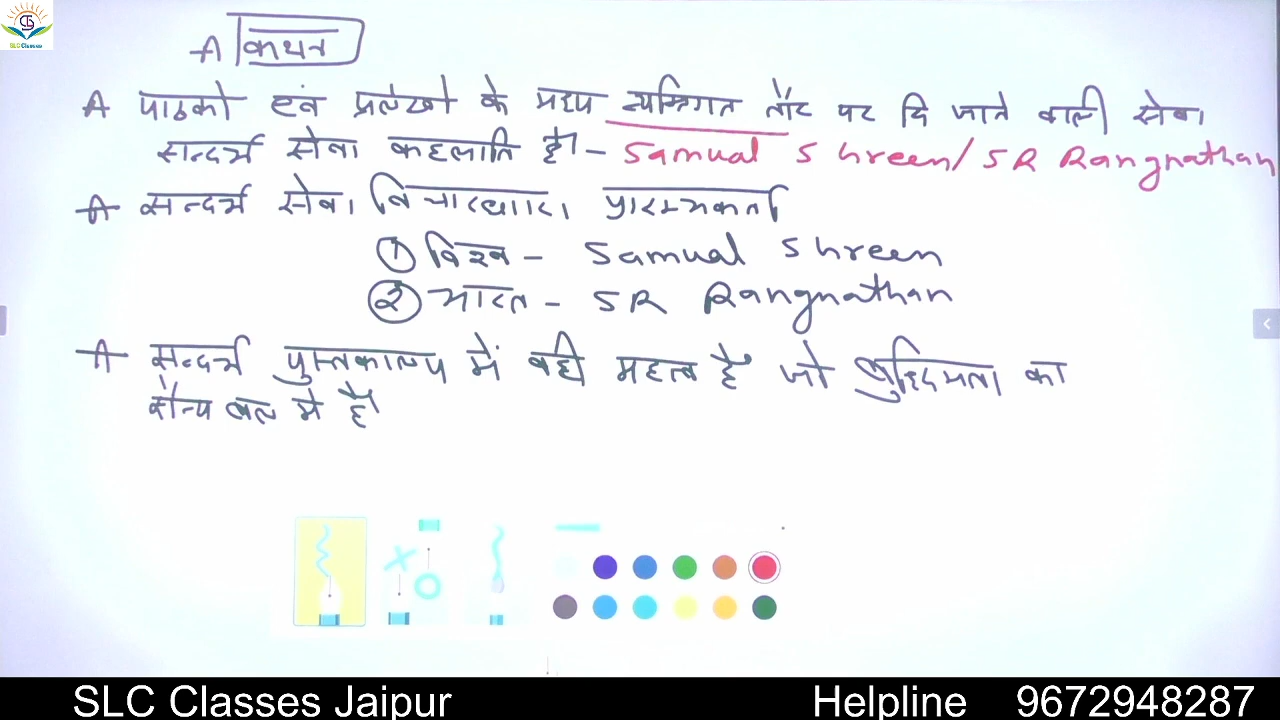 SLC Classes
A कथन
A पाठको एवं प्रलेखो के मध्य व्यक्तिगत तौर पर दि जाने वाली सेवा
सन्दर्भ सेवा कहलाति है। - Samual Shreen/SR Rangnathan
A सन्दर्भ सेवा विचारधारा प्रारम्भकर्ता
① विश्व - Samual Shreen
② भारत - SR Rangnathan
A सन्दर्भ पुस्तकालय में वही महत्व है जो बुद्दिमता का
सैन्य बल मे है।
SLC Classes Jaipur Helpline 9672948287